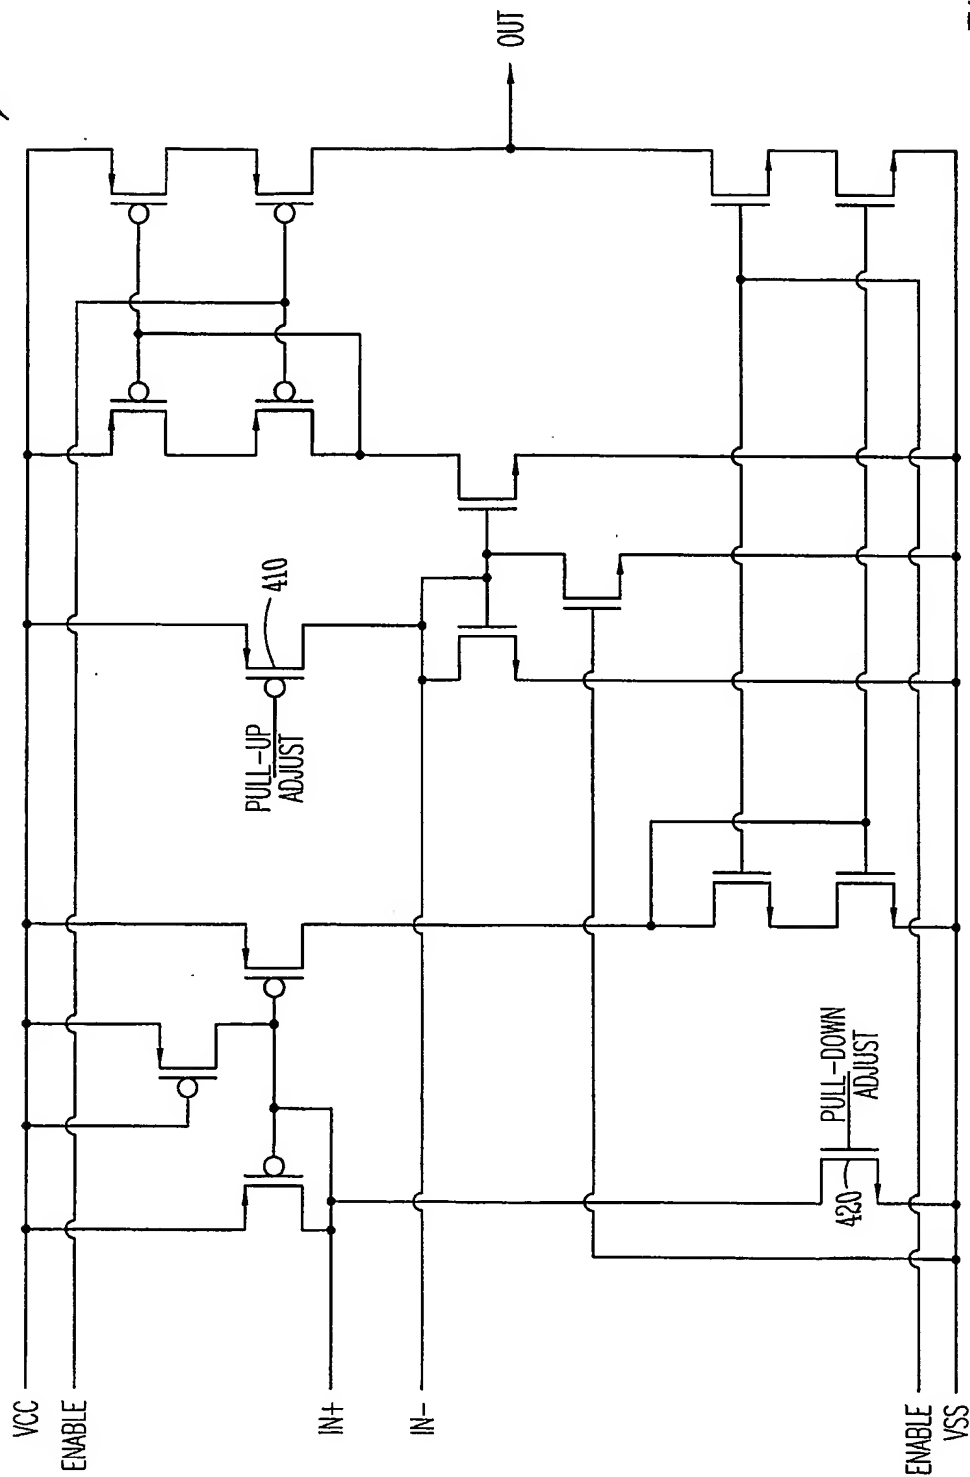 VCC
ENABLE
IN+
IN-
ENABLE
VSS
PULL-UP
ADJUST
410
PULL-DOWN
ADJUST
420
OUT